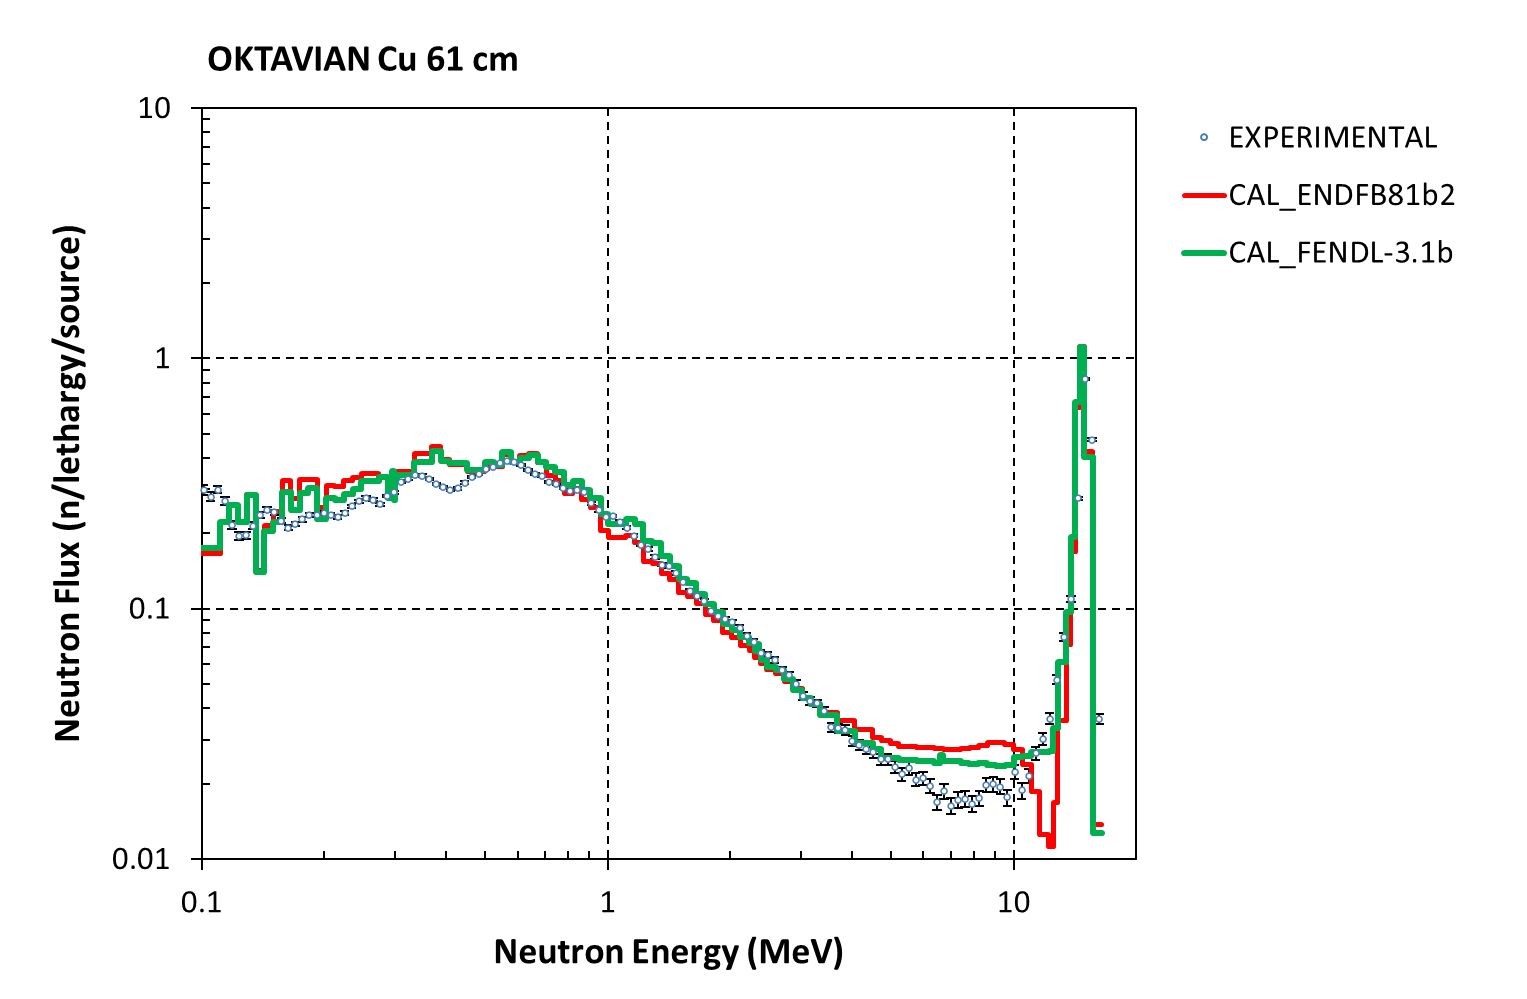 OKTAVIAN Cu 61 cm
10
1
0.1
0.01
Neutron Flux (n/lethargy/source)
0.1
1
10
Neutron Energy (MeV)
EXPERIMENTAL
CAL_ENDFB81b2
CAL_FENDL-3.1b